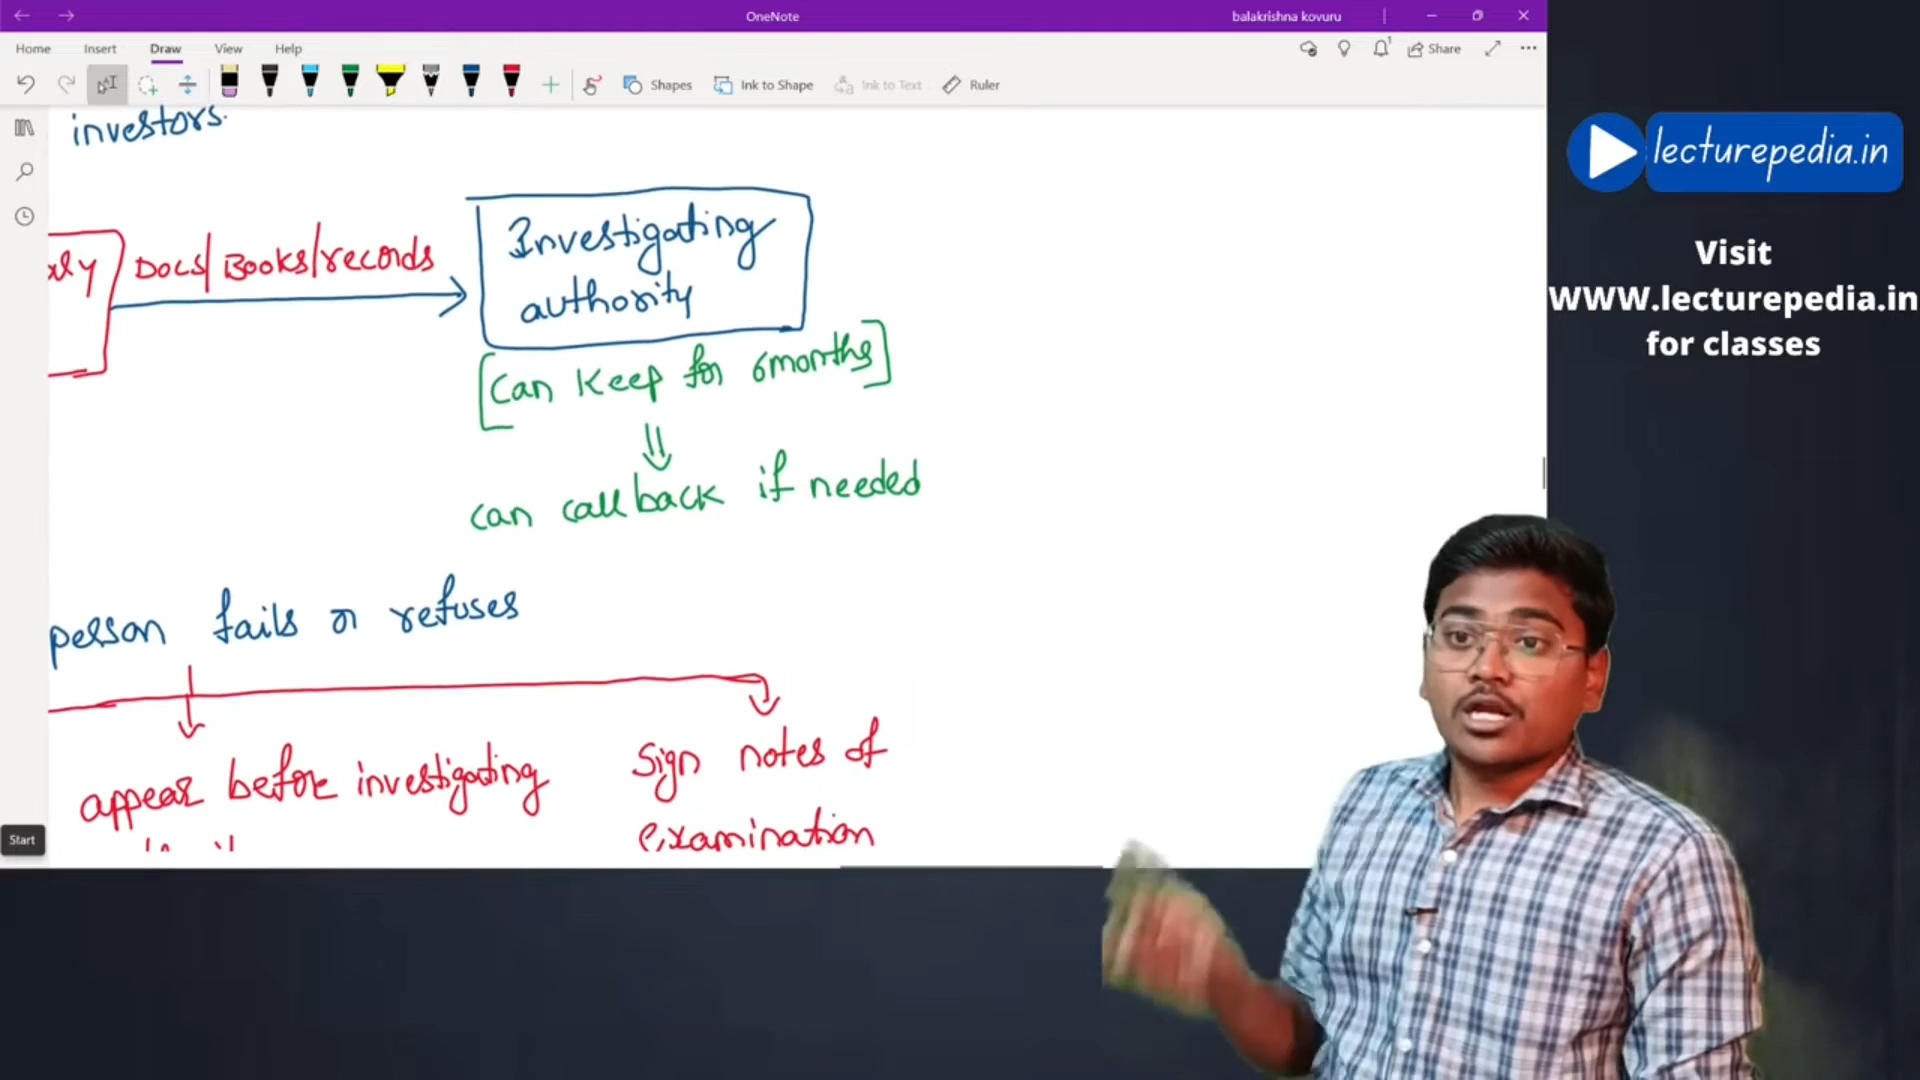 OneNote
balakrishna kovuru
Home Insert Draw View Help
1
Share
Shapes
Ink to Shape
Ink to Text
Ruler
lecturepedia.in
Visit
WWW.lecturepedia.in
for classes
investors.
Docs/Books/records
Investigating
authority
[can keep for 6months]
can call back if needed
person fails or refuses
appear before investigating
Sign notes of
examination
Start